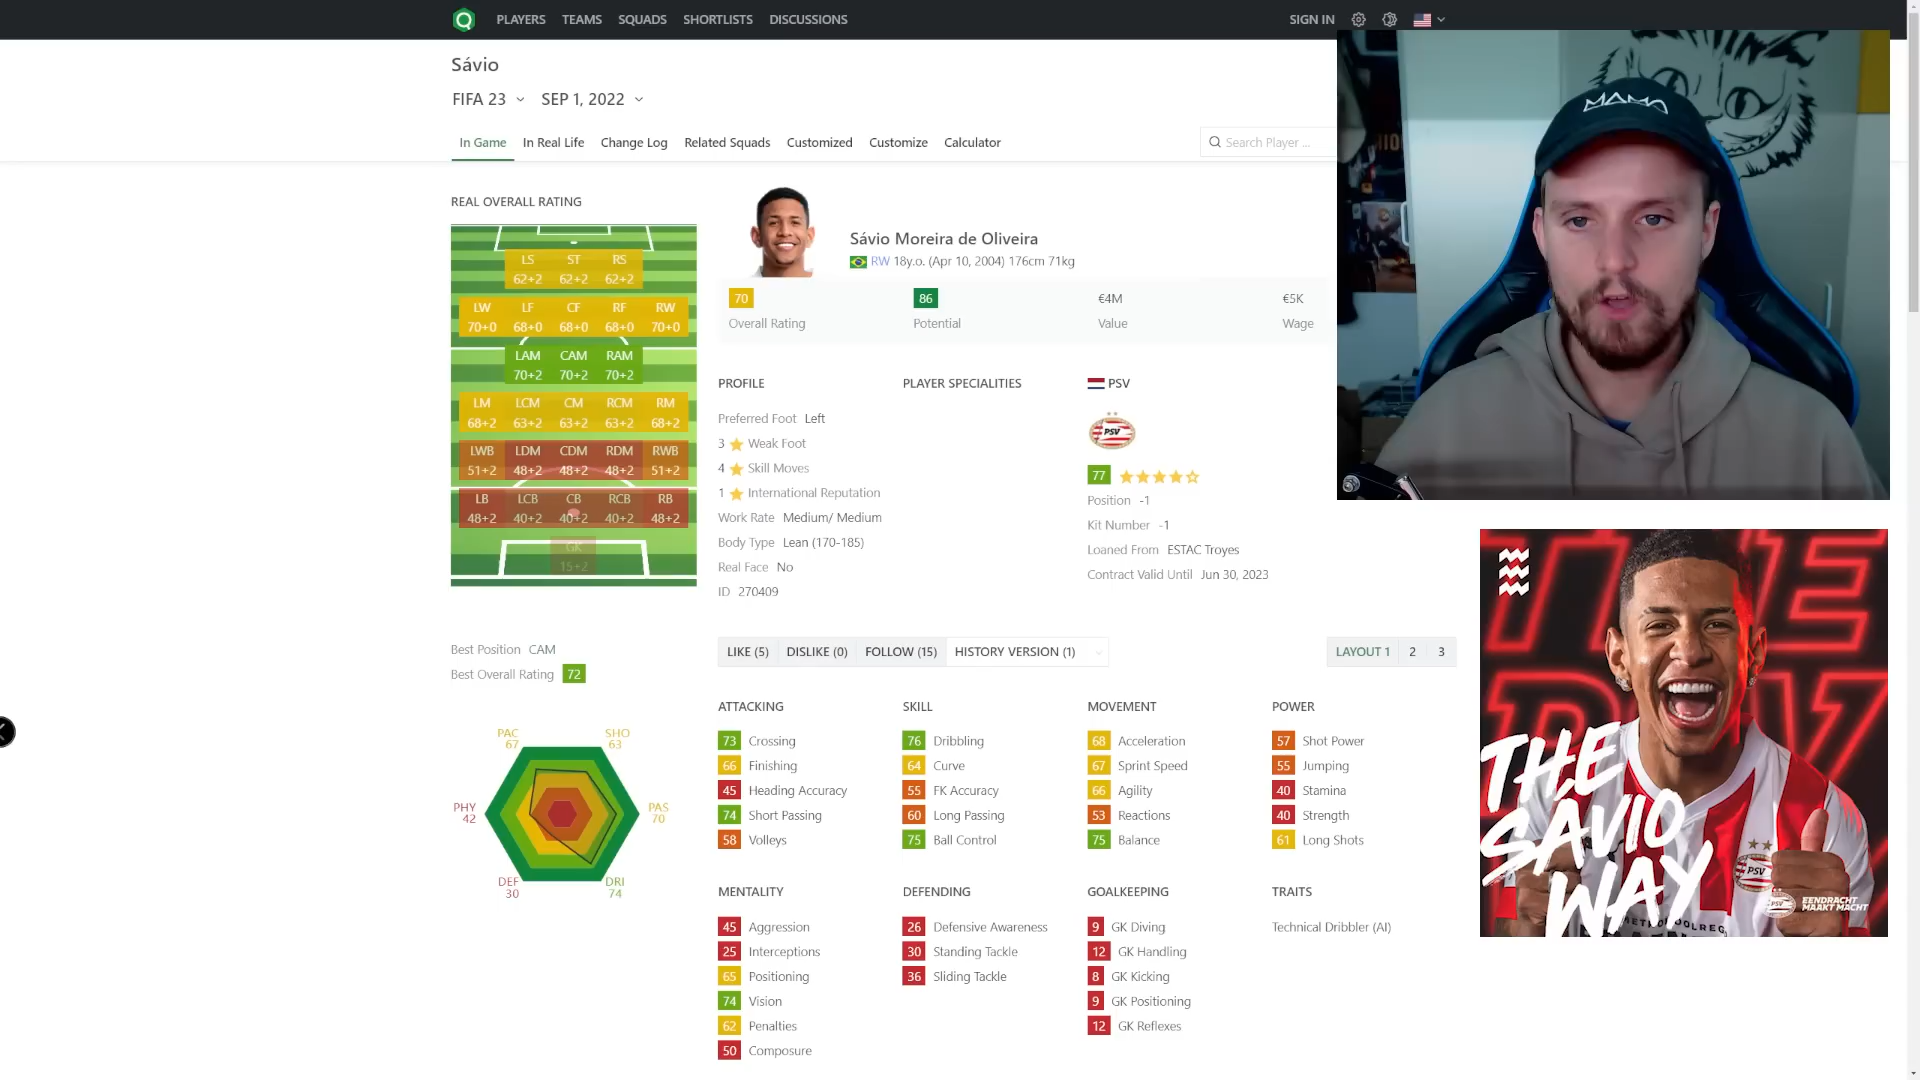 PLAYERS TEAMS SQUADS SHORTLISTS DISCUSSIONS SIGN IN
Sávio
FIFA 23 SEP 1, 2022
In Game In Real Life Change Log Related Squads Customized Customize Calculator Search Player ...
MAMO
REAL OVERALL RATING
LS ST RS
62+2 62+2 62+2
LW LF CF RF RW
70+0 68+0 68+0 68+0 70+0
LAM CAM RAM
70+2 70+2 70+2
LM LCM CM RCM RM
68+2 63+2 63+2 63+2 68+2
LWB LDM CDM RDM RWB
51+2 48+2 48+2 48+2 51+2
LB LCB CB RCB RB
48+2 40+2 40+2 40+2 48+2
GK
15+2
Sávio Moreira de Oliveira
RW 18y.o. (Apr 10, 2004) 176cm 71kg
70 86 €4M €5K
Overall Rating Potential Value Wage
PROFILE
Preferred Foot Left
3 Weak Foot
4 Skill Moves
1 International Reputation
Work Rate Medium/ Medium
Body Type Lean (170-185)
Real Face No
ID 270409
PLAYER SPECIALITIES
PSV
PSV
77
Position -1
Kit Number -1
Loaned From ESTAC Troyes
Contract Valid Until Jun 30, 2023
Best Position CAM
Best Overall Rating 72
LIKE (5) DISLIKE (0) FOLLOW (15) HISTORY VERSION (1) LAYOUT 1 2 3
PAC
67
SHO
63
PHY
42
PAS
70
DEF
30
DRI
74
ATTACKING
73 Crossing
66 Finishing
45 Heading Accuracy
74 Short Passing
58 Volleys
SKILL
76 Dribbling
64 Curve
55 FK Accuracy
60 Long Passing
75 Ball Control
MOVEMENT
68 Acceleration
67 Sprint Speed
66 Agility
53 Reactions
75 Balance
POWER
57 Shot Power
55 Jumping
40 Stamina
40 Strength
61 Long Shots
MENTALITY
45 Aggression
25 Interceptions
65 Positioning
74 Vision
62 Penalties
50 Composure
DEFENDING
26 Defensive Awareness
30 Standing Tackle
36 Sliding Tackle
GOALKEEPING
9 GK Diving
12 GK Handling
8 GK Kicking
9 GK Positioning
12 GK Reflexes
TRAITS
Technical Dribbler (AI)
THE
SÁVIO
WAY
PSV
PSV
EENDRACHT
MAAKT MACHT